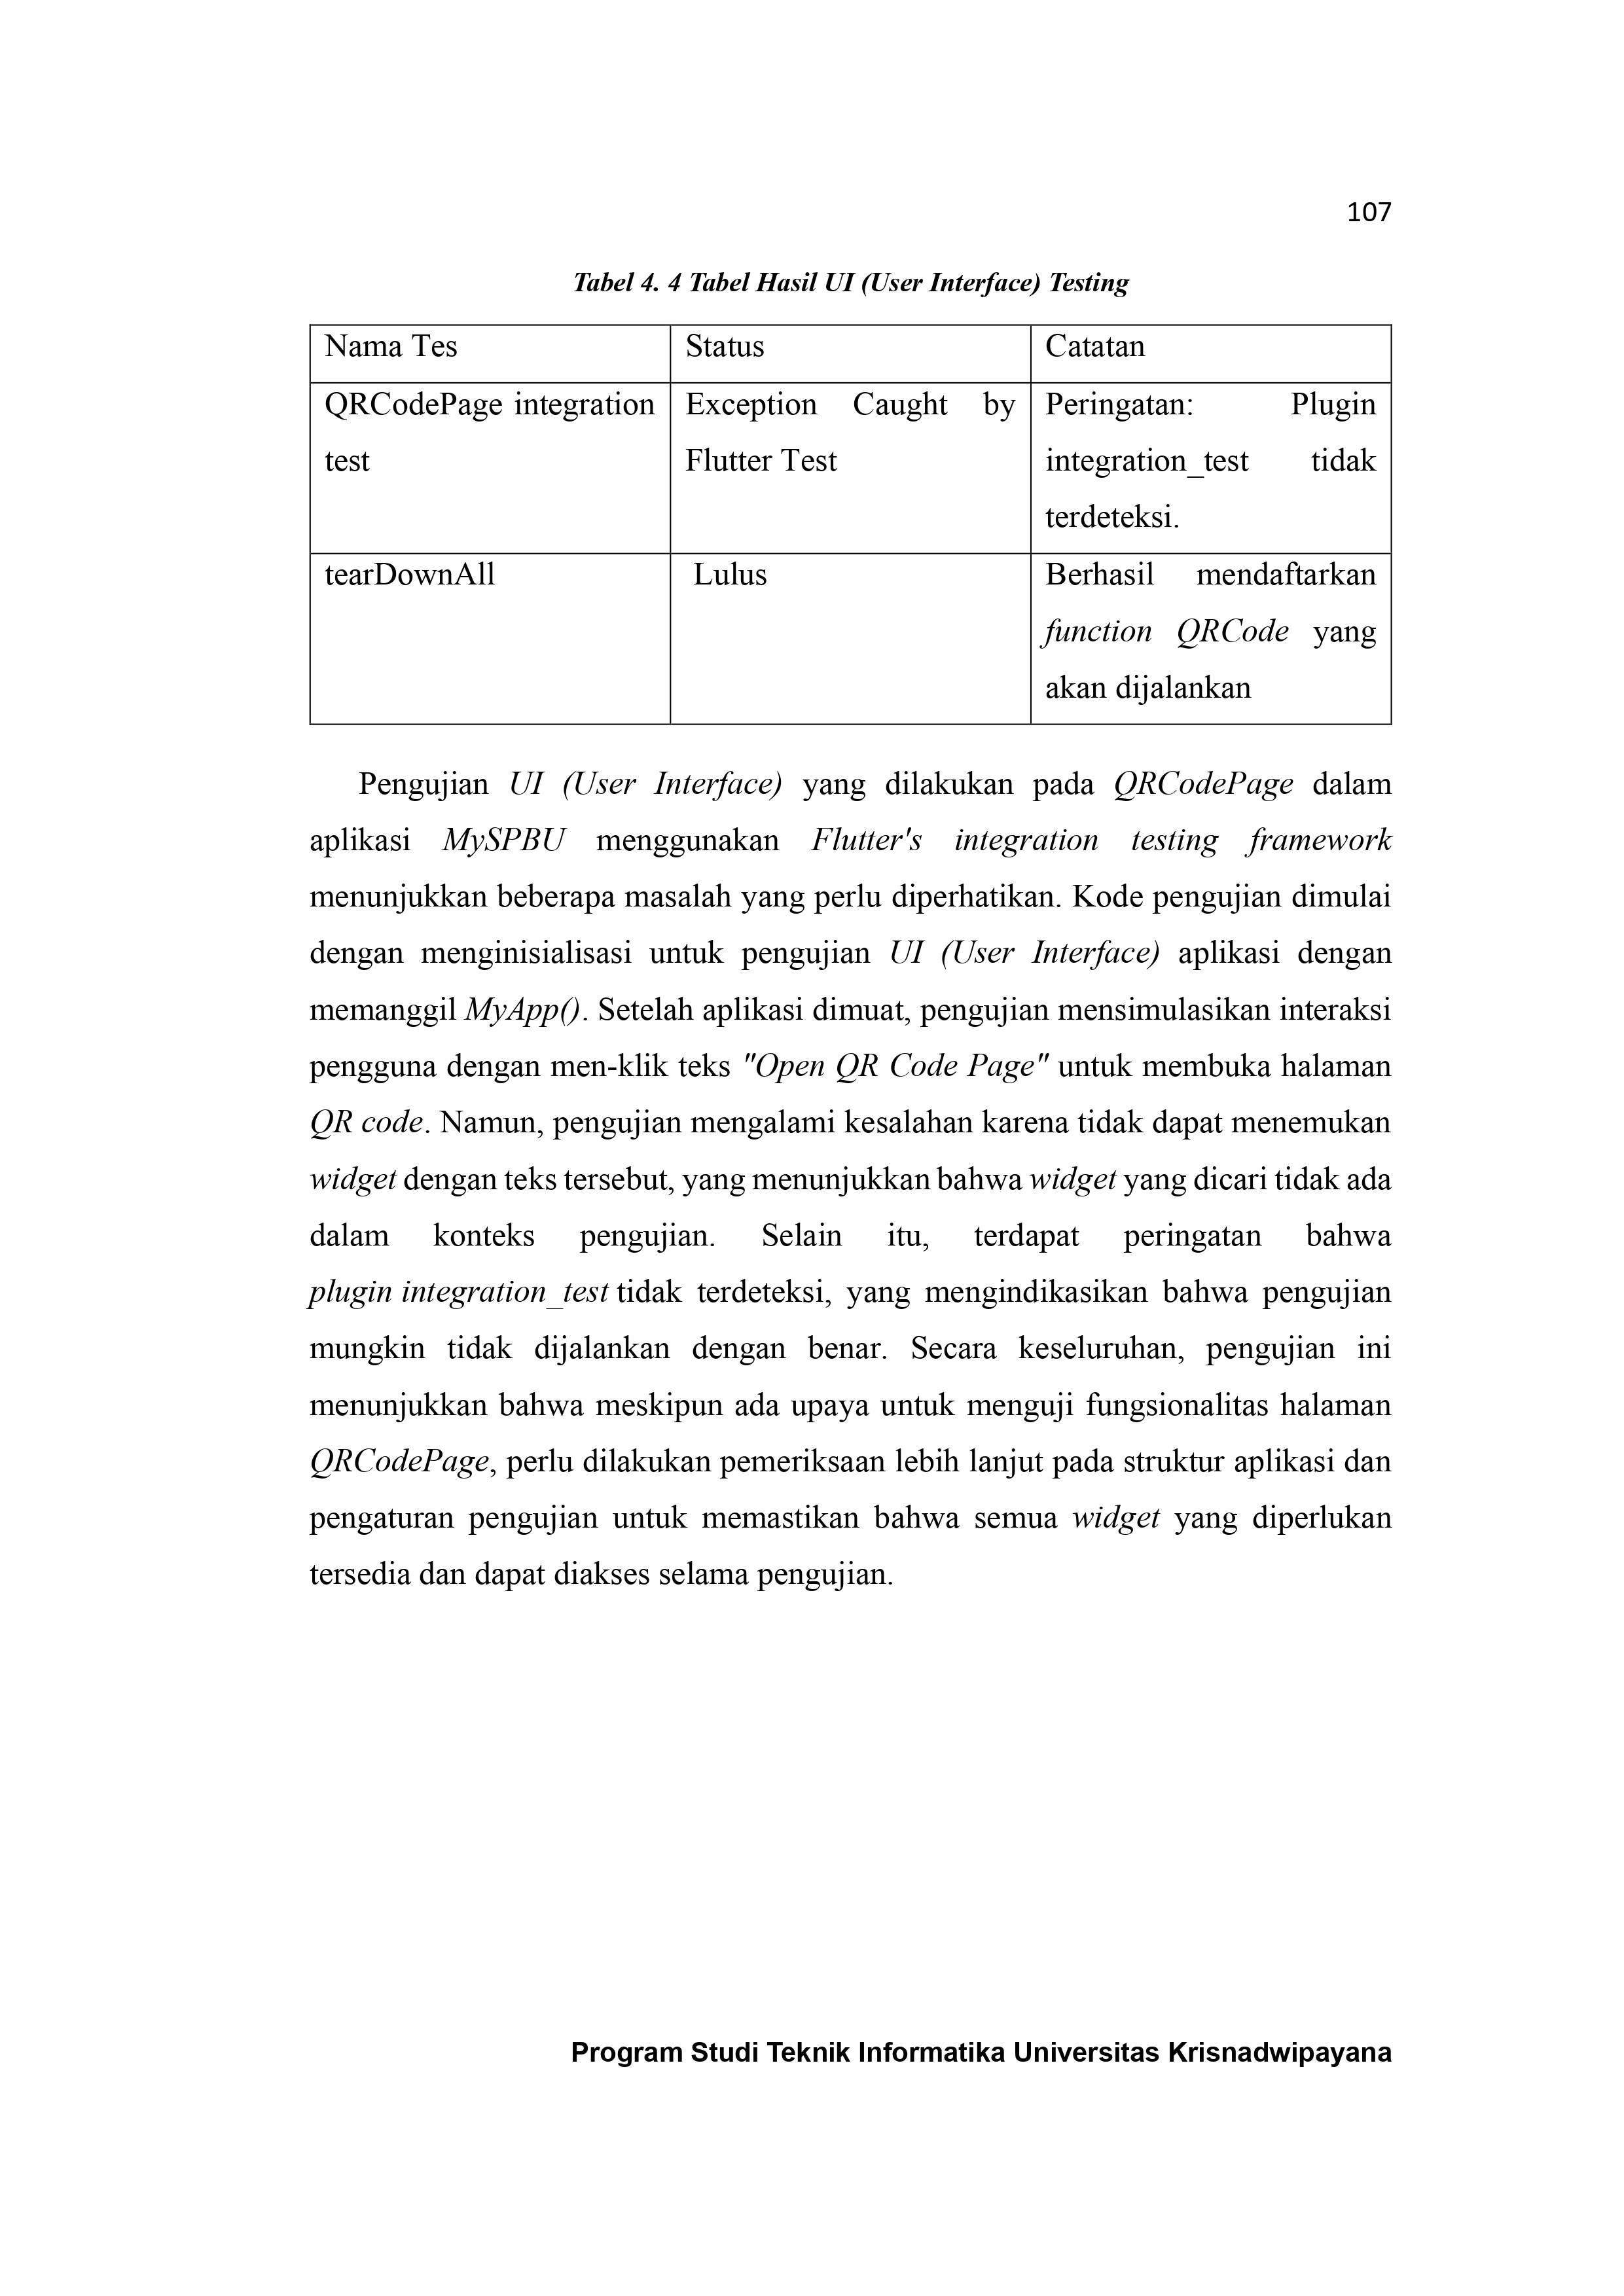 107
Tabel 4. 4 Tabel Hasil UI (User Interface) Testing
Nama Tes Status Catatan
QRCodePage integration Exception Caught by Peringatan: Plugin
test Flutter Test integration_test tidak
terdeteksi.
tearDownAll Lulus Berhasil mendaftarkan
function QRCode yang
akan dijalankan
Pengujian UI (User Interface) yang dilakukan pada QRCodePage dalam
aplikasi MySPBU menggunakan Flutter's integration testing framework
menunjukkan beberapa masalah yang perlu diperhatikan. Kode pengujian dimulai
dengan menginisialisasi untuk pengujian UI (User Interface) aplikasi dengan
memanggil MyApp(). Setelah aplikasi dimuat, pengujian mensimulasikan interaksi
pengguna dengan men-klik teks "Open QR Code Page" untuk membuka halaman
QR code. Namun, pengujian mengalami kesalahan karena tidak dapat menemukan
widget dengan teks tersebut, yang menunjukkan bahwa widget yang dicari tidak ada
dalam konteks pengujian. Selain itu, terdapat peringatan bahwa
plugin integration_test tidak terdeteksi, yang mengindikasikan bahwa pengujian
mungkin tidak dijalankan dengan benar. Secara keseluruhan, pengujian ini
menunjukkan bahwa meskipun ada upaya untuk menguji fungsionalitas halaman
QRCodePage, perlu dilakukan pemeriksaan lebih lanjut pada struktur aplikasi dan
pengaturan pengujian untuk memastikan bahwa semua widget yang diperlukan
tersedia dan dapat diakses selama pengujian.
Program Studi Teknik Informatika Universitas Krisnadwipayana